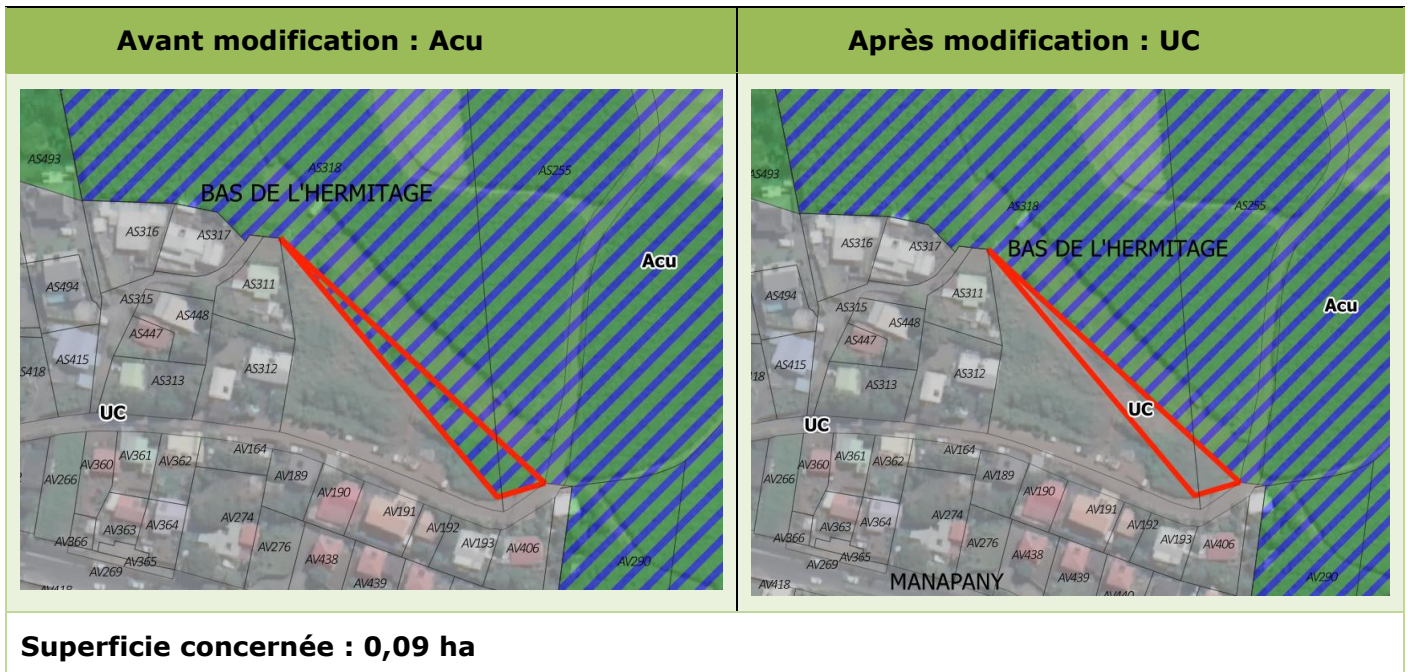 Avant modification : Acu
Après modification : UC
AS493
AS318
AS255
BAS DE L'HERMITAGE
AS316
AS317
Acu
AS494
AS311
AS315
AS448
AS447
AS415
AS312
AS418
AS313
UC
AV164
AV361
AV362
AV360
AV266
AV189
AV190
AV191
AV192
AV363
AV364
AV274
AV193
AV406
AV366
AV365
AV276
AV438
AV269
AV439
AV290
AV418
AS493
AS318
AS255
BAS DE L'HERMITAGE
AS316
AS317
AS494
AS311
Acu
AS315
AS448
AS447
AS415
AS312
AS313
UC
UC
AV164
AV361
AV362
AV360
AV266
AV189
AV190
AV191
AV192
AV363
AV364
AV274
AV193
AV406
AV366
AV365
AV276
AV438
AV269
AV439
AV290
AV418
MANAPANY
AV440
Superficie concernée : 0,09 ha